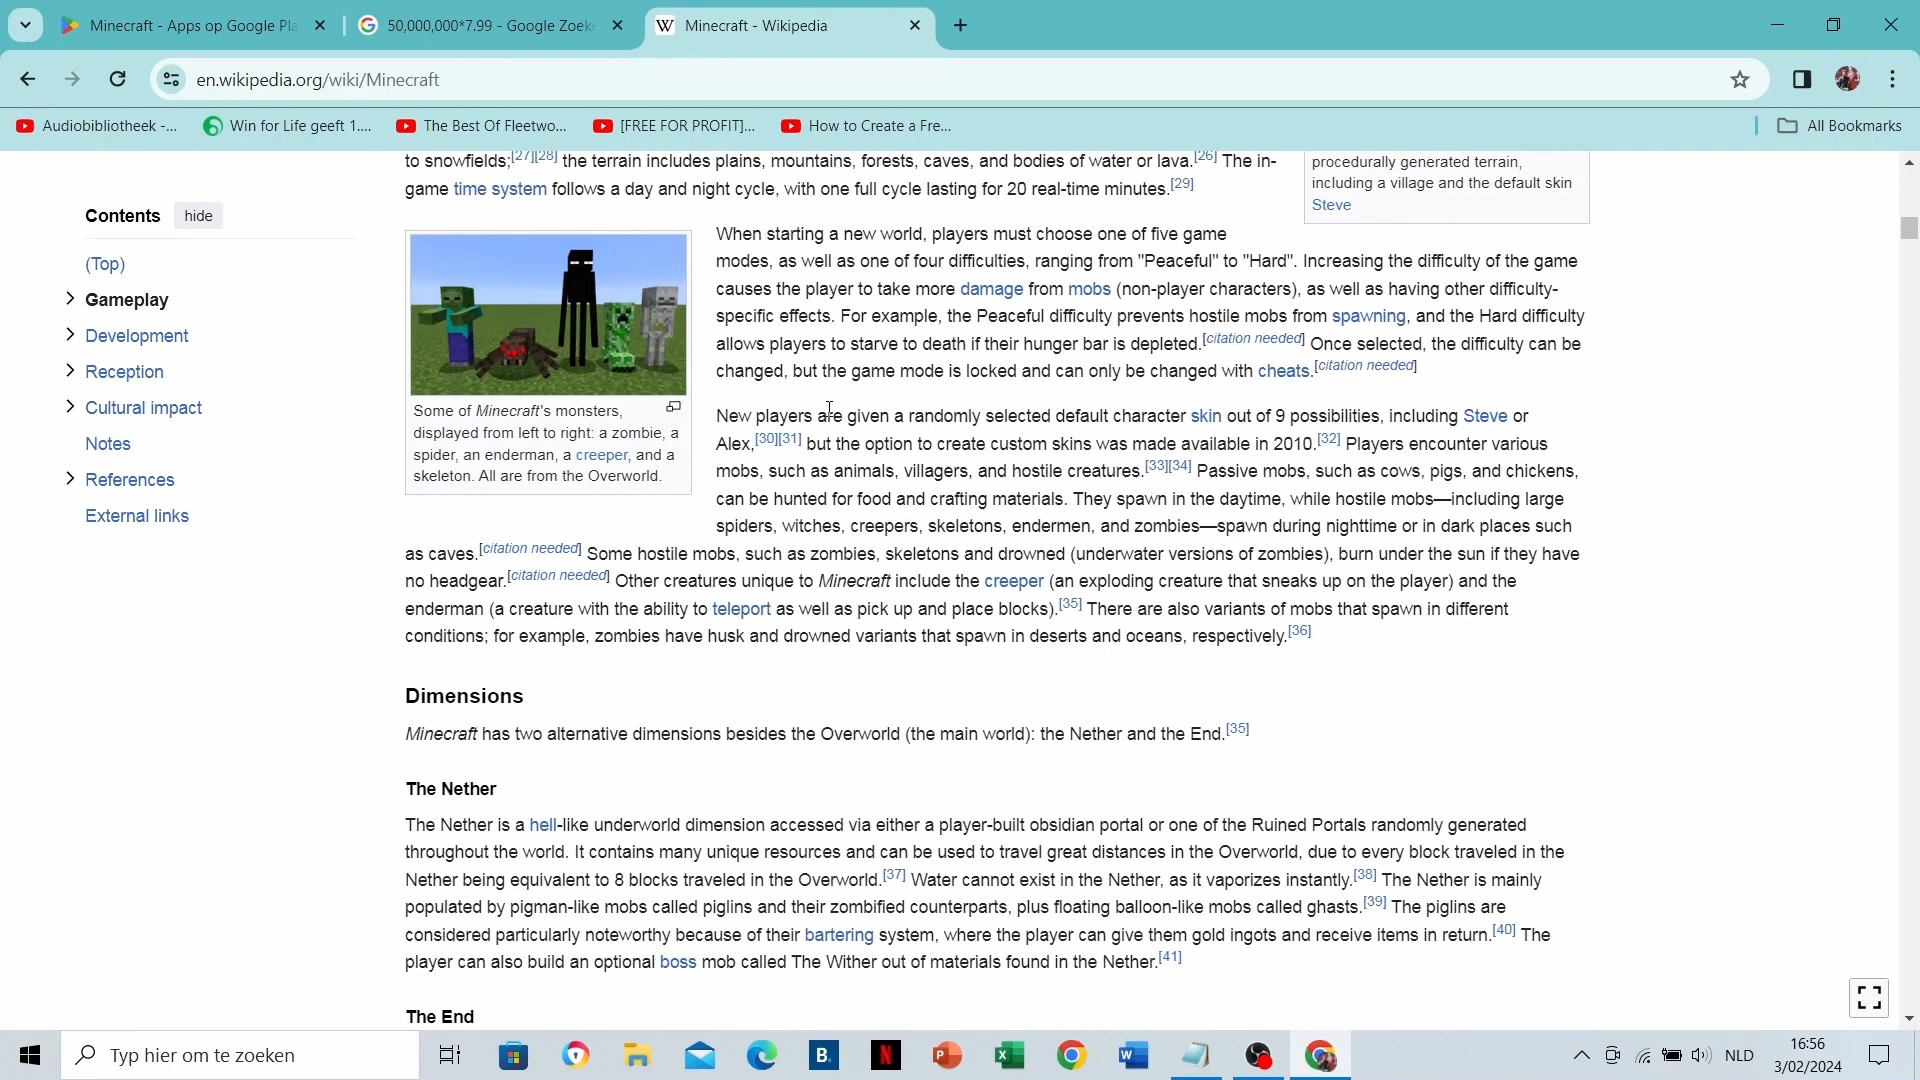 Minecraft - Apps op Google Pla
50,000,000*7.99 - Google Zoeke
Minecraft - Wikipedia
en.wikipedia.org/wiki/Minecraft
Audiobibliotheek -...
Win for Life geeft 1....
The Best Of Fleetwo...
[FREE FOR PROFIT]...
How to Create a Fre...
All Bookmarks
Contents
hide
(Top)
Gameplay
Development
Reception
Cultural impact
Notes
References
External links
to snowfields;[27][28] the terrain includes plains, mountains, forests, caves, and bodies of water or lava.[26] The in-
game time system follows a day and night cycle, with one full cycle lasting for 20 real-time minutes.[29]
procedurally generated terrain,
including a village and the default skin
Steve
Some of Minecraft's monsters,
displayed from left to right: a zombie, a
spider, an enderman, a creeper, and a
skeleton. All are from the Overworld.
When starting a new world, players must choose one of five game
modes, as well as one of four difficulties, ranging from "Peaceful" to "Hard". Increasing the difficulty of the game
causes the player to take more damage from mobs (non-player characters), as well as having other difficulty-
specific effects. For example, the Peaceful difficulty prevents hostile mobs from spawning, and the Hard difficulty
allows players to starve to death if their hunger bar is depleted.[citation needed] Once selected, the difficulty can be
changed, but the game mode is locked and can only be changed with cheats.[citation needed]
New players are given a randomly selected default character skin out of 9 possibilities, including Steve or
Alex,[30][31] but the option to create custom skins was made available in 2010.[32] Players encounter various
mobs, such as animals, villagers, and hostile creatures.[33][34] Passive mobs, such as cows, pigs, and chickens,
can be hunted for food and crafting materials. They spawn in the daytime, while hostile mobs—including large
spiders, witches, creepers, skeletons, endermen, and zombies—spawn during nighttime or in dark places such
as caves.[citation needed] Some hostile mobs, such as zombies, skeletons and drowned (underwater versions of zombies), burn under the sun if they have
no headgear.[citation needed] Other creatures unique to Minecraft include the creeper (an exploding creature that sneaks up on the player) and the
enderman (a creature with the ability to teleport as well as pick up and place blocks).[35] There are also variants of mobs that spawn in different
conditions; for example, zombies have husk and drowned variants that spawn in deserts and oceans, respectively.[36]
Dimensions
Minecraft has two alternative dimensions besides the Overworld (the main world): the Nether and the End.[35]
The Nether
The Nether is a hell-like underworld dimension accessed via either a player-built obsidian portal or one of the Ruined Portals randomly generated
throughout the world. It contains many unique resources and can be used to travel great distances in the Overworld, due to every block traveled in the
Nether being equivalent to 8 blocks traveled in the Overworld.[37] Water cannot exist in the Nether, as it vaporizes instantly.[38] The Nether is mainly
populated by pigman-like mobs called piglins and their zombified counterparts, plus floating balloon-like mobs called ghasts.[39] The piglins are
considered particularly noteworthy because of their bartering system, where the player can give them gold ingots and receive items in return.[40] The
player can also build an optional boss mob called The Wither out of materials found in the Nether.[41]
The End
Typ hier om te zoeken
NLD
16:56
3/02/2024